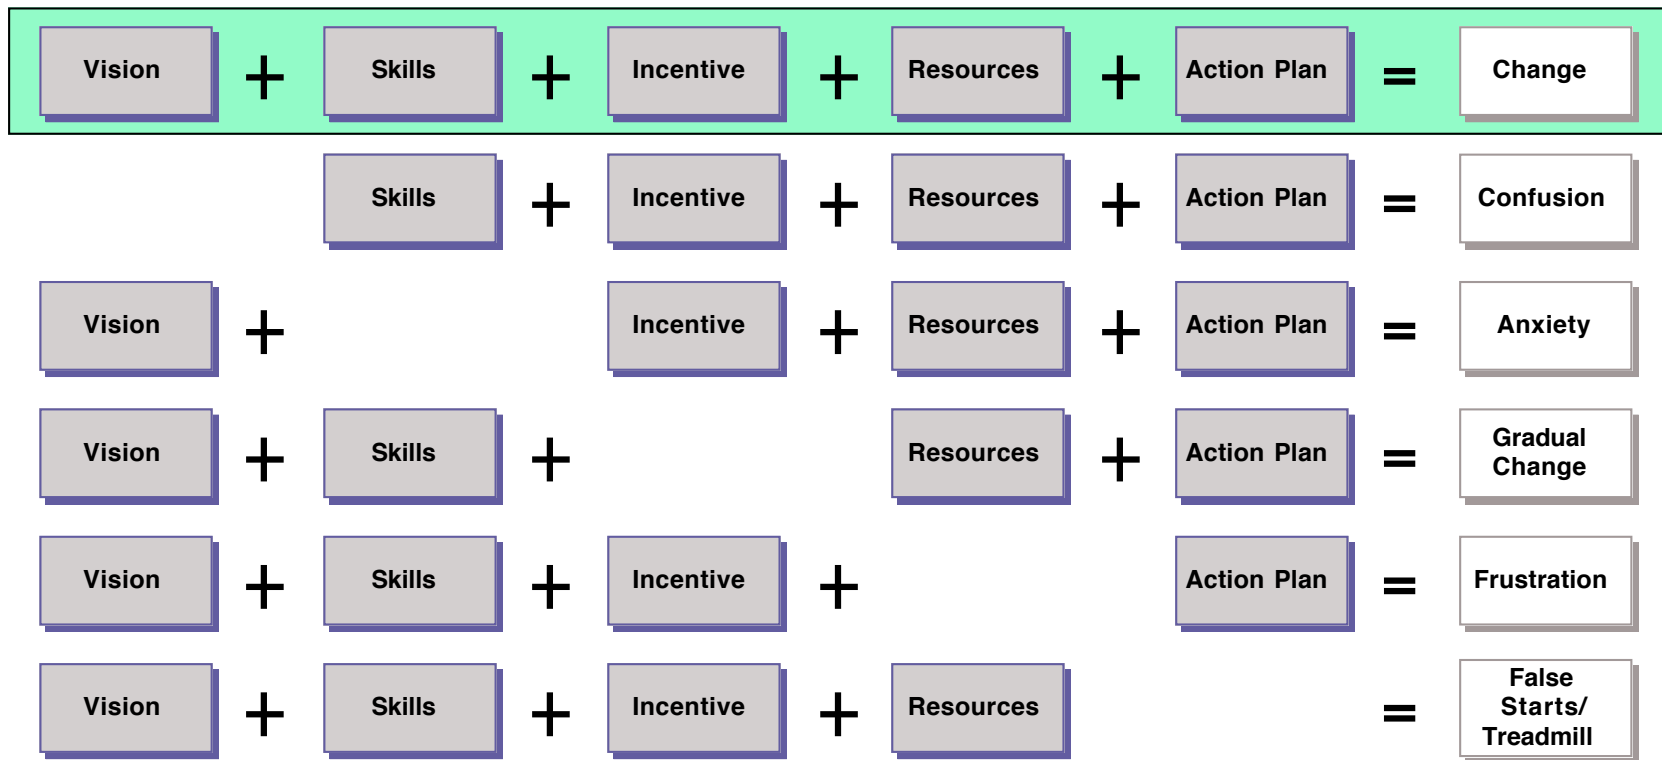 Vision + Skills + Incentive + Resources + Action Plan = Change
Skills + Incentive + Resources + Action Plan = Confusion
Vision + Incentive + Resources + Action Plan = Anxiety
Vision + Skills + Resources + Action Plan = Gradual
Change
Vision + Skills + Incentive + Action Plan = Frustration
Vision + Skills + Incentive + Resources = False
Starts/
Treadmill